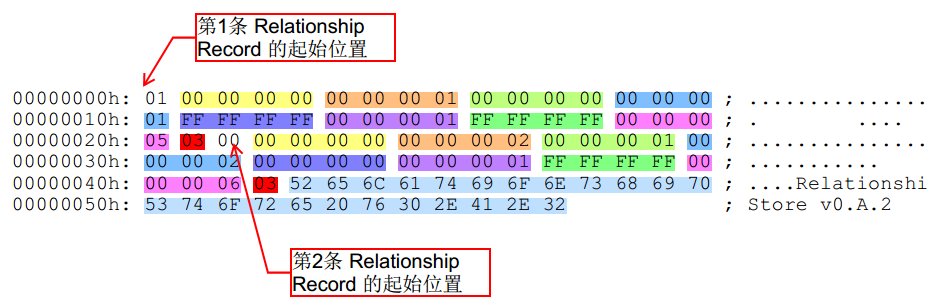 第1条 Relationship
Record 的起始位置
00000000h: 01 00 00 00 00 00 00 00 01 00 00 00 00 00 00 00 ; ...............
00000010h: 01 FF FF FF FF 00 00 00 01 FF FF FF FF 00 00 00 ; . ....
00000020h: 05 03 00 00 00 00 00 00 00 00 02 00 00 00 01 00 ; ...............
00000030h: 00 00 02 00 00 00 00 00 00 00 01 FF FF FF FF 00 ; ...........
00000040h: 00 00 06 03 52 65 6C 61 74 69 6F 6E 73 68 69 70 ; ....Relationshi
00000050h: 53 74 6F 72 65 20 76 30 2E 41 2E 32 ; Store v0.A.2
第2条 Relationship
Record 的起始位置